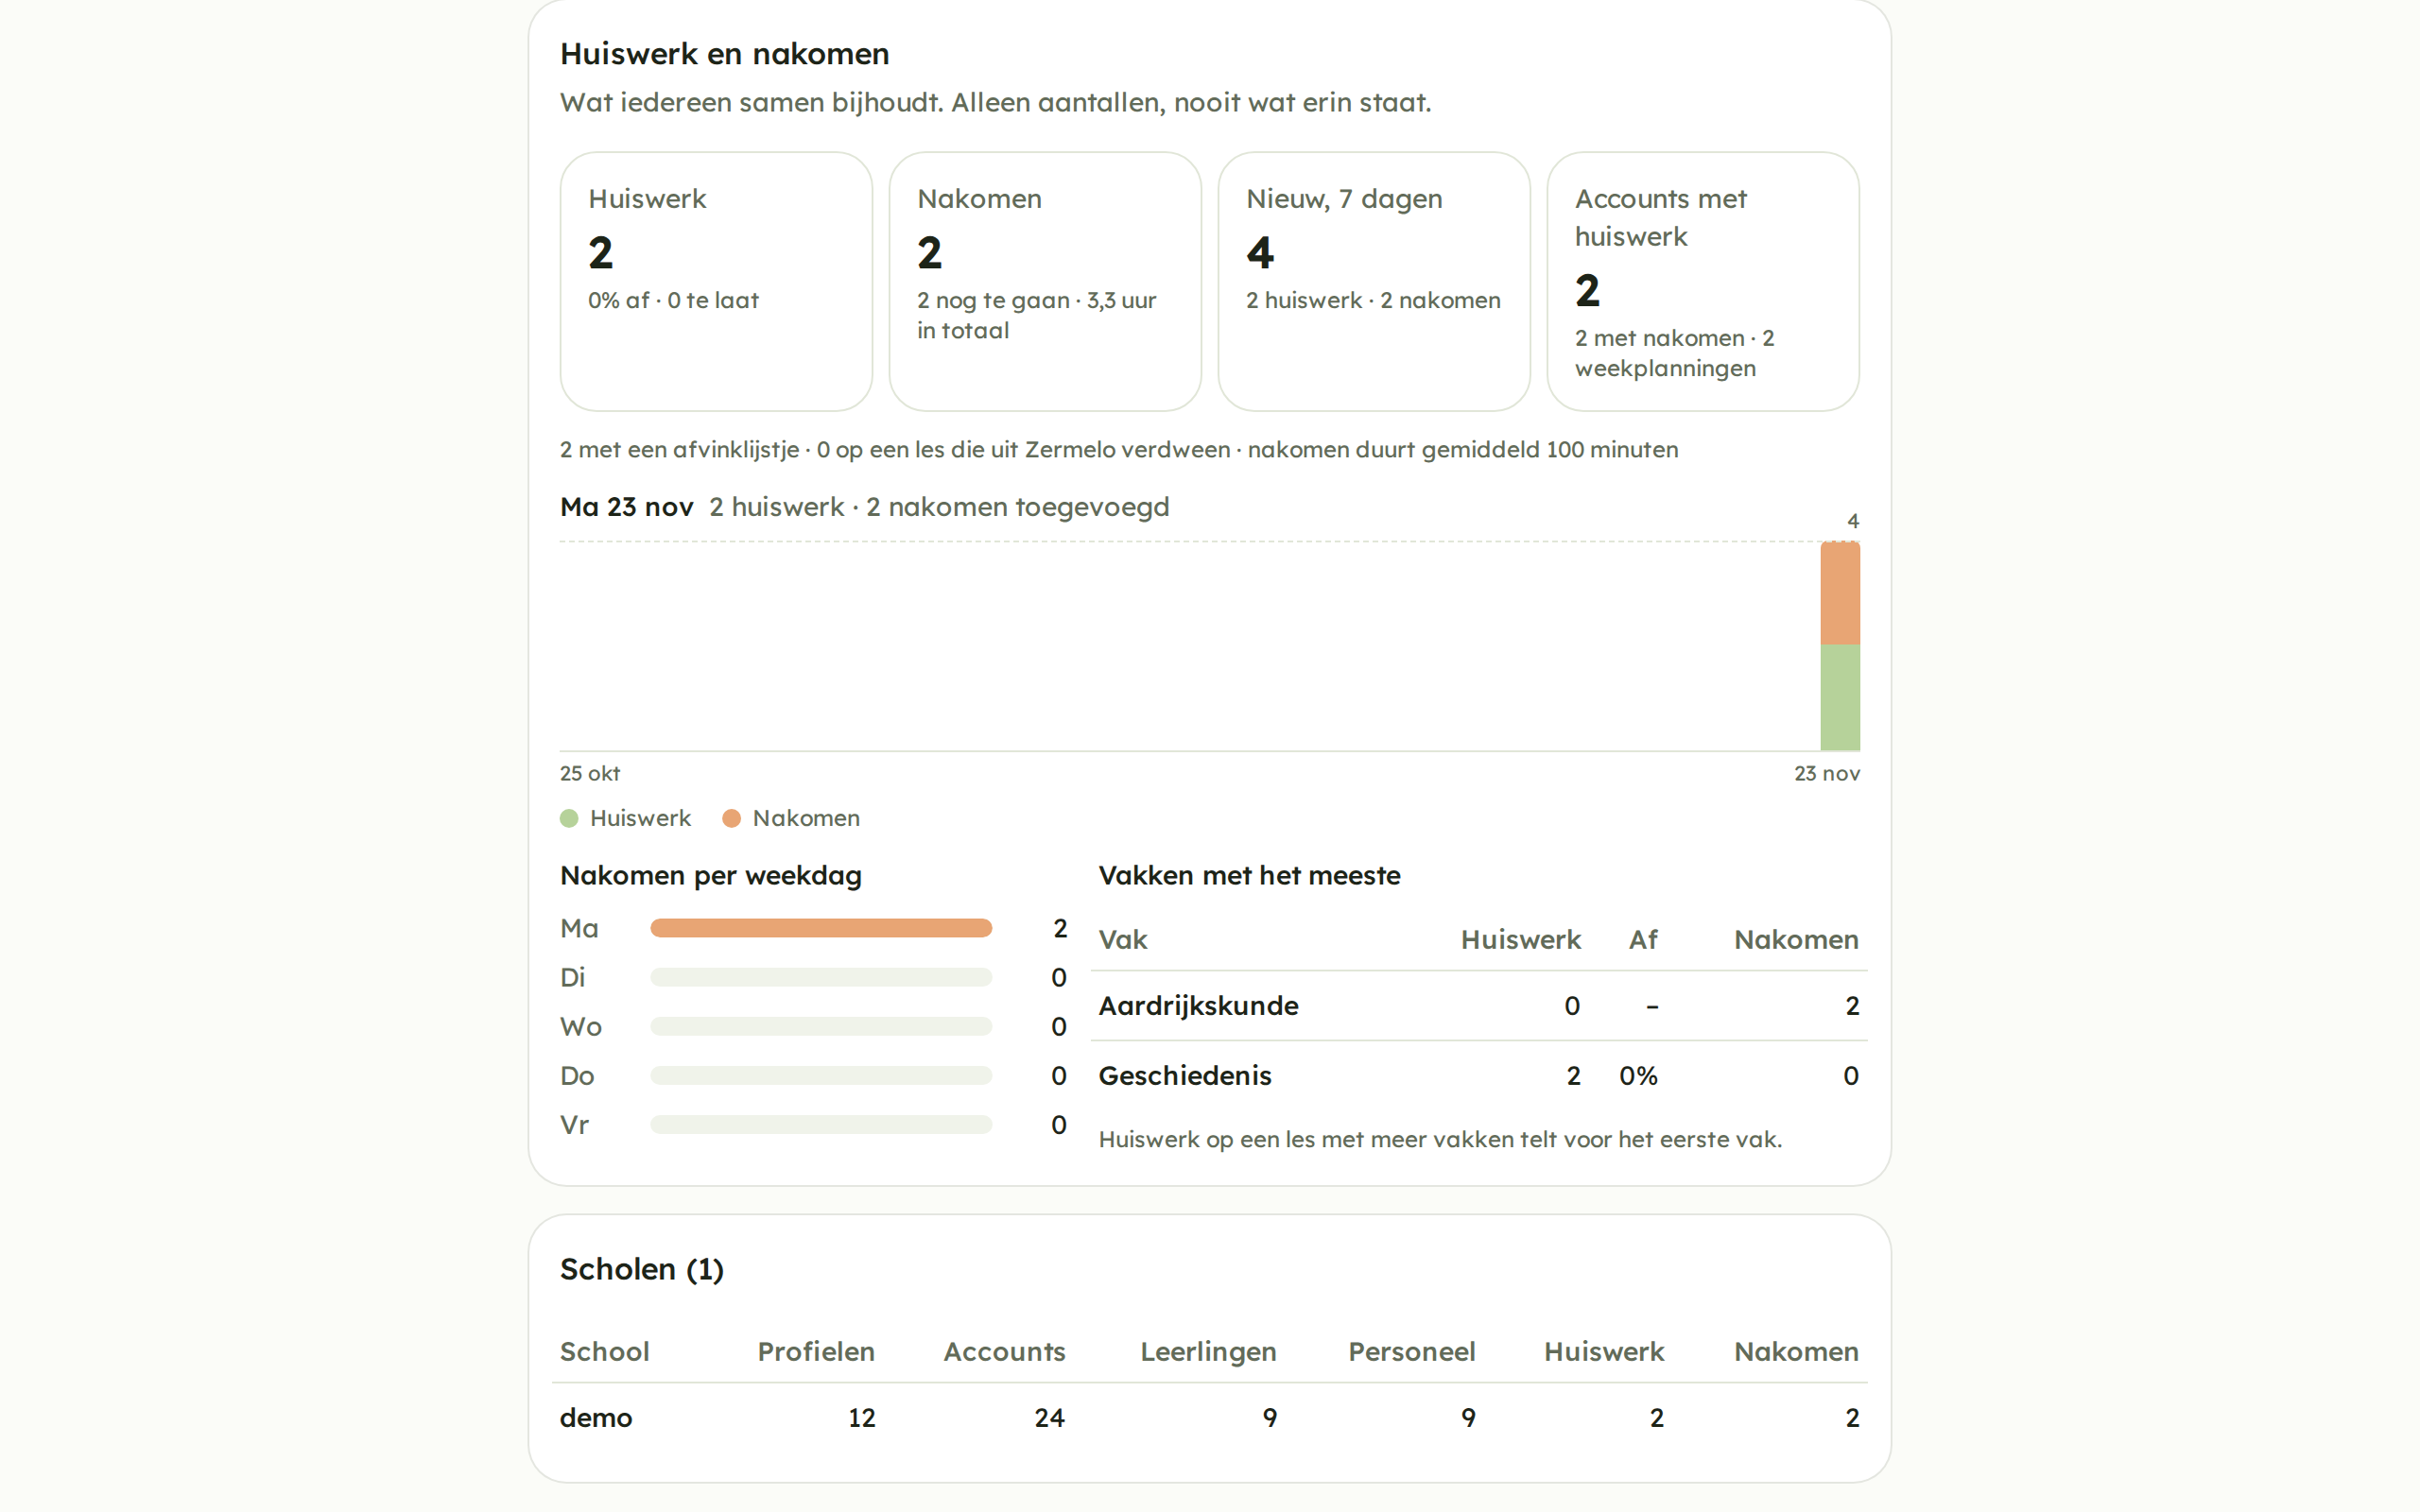 Huiswerk en nakomen
Wat iedereen samen bijhoudt. Alleen aantallen, nooit wat erin staat.
Huiswerk
2
0% af · 0 te laat
Nakomen
2
2 nog te gaan · 3,3 uur
in totaal
Nieuw, 7 dagen
4
2 huiswerk · 2 nakomen
Accounts met
huiswerk
2
2 met nakomen · 2
weekplanningen
2 met een afvinklijstje · 0 op een les die uit Zermelo verdween · nakomen duurt gemiddeld 100 minuten
Ma 23 nov 2 huiswerk · 2 nakomen toegevoegd
4
25 okt 23 nov
Huiswerk Nakomen
Nakomen per weekdag
Ma 2
Di 0
Wo 0
Do 0
Vr 0
Vakken met het meeste
Vak Huiswerk Af Nakomen
Aardrijkskunde 0 – 2
Geschiedenis 2 0% 0
Huiswerk op een les met meer vakken telt voor het eerste vak.
Scholen (1)
School Profielen Accounts Leerlingen Personeel Huiswerk Nakomen
demo 12 24 9 9 2 2